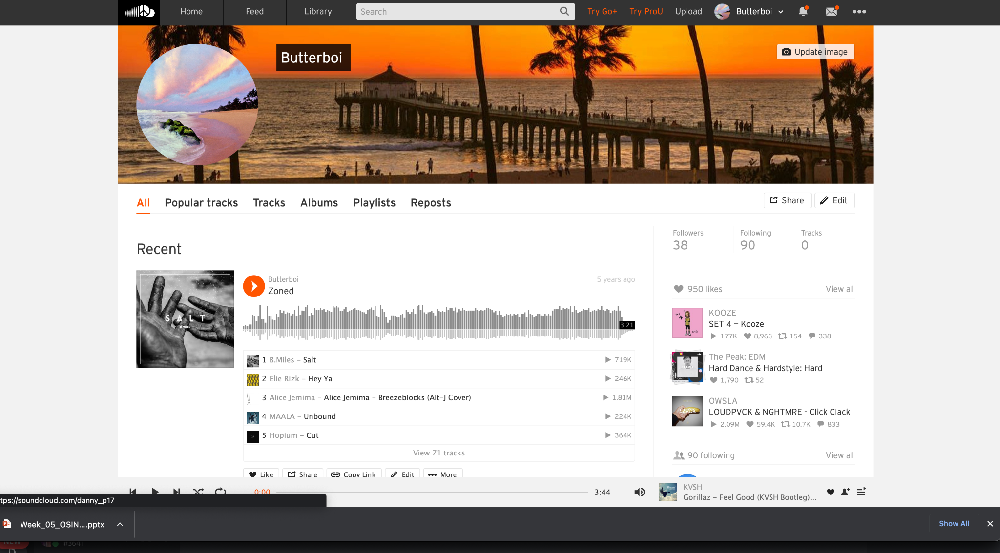 Home Feed Library Search Try Go+ Try ProU Upload Butterboi
Butterboi
Update image
All Popular tracks Tracks Albums Playlists Reposts Share Edit
Followers Following Tracks
38 90 0
Recent
Butterboi 5 years ago
Zoned
SALT
B.MILES
3:21
1 B.Miles – Salt 719K
2 Elie Rizk – Hey Ya 246K
3 Alice Jemima – Alice Jemima – Breezeblocks (Alt–J Cover) 1.81M
4 MAALA – Unbound 224K
5 Hopium – Cut 364K
View 71 tracks
Like Share Copy Link Edit More
950 likes View all
KOOZE
SET 4 – Kooze
177K 8,963 154 338
The Peak: EDM
Hard Dance & Hardstyle: Hard
1,790 52
HARD
OWSLA
LOUDPVCK & NGHTMRE - Click Clack
2.09M 59.4K 10.7K 833
CLACK
90 following View all
0:00 3:44
KVSH
Gorillaz – Feel Good (KVSH Bootleg)...
tps://soundcloud.com/danny_p17
Week_05_OSIN....pptx Show All
NEW #3641